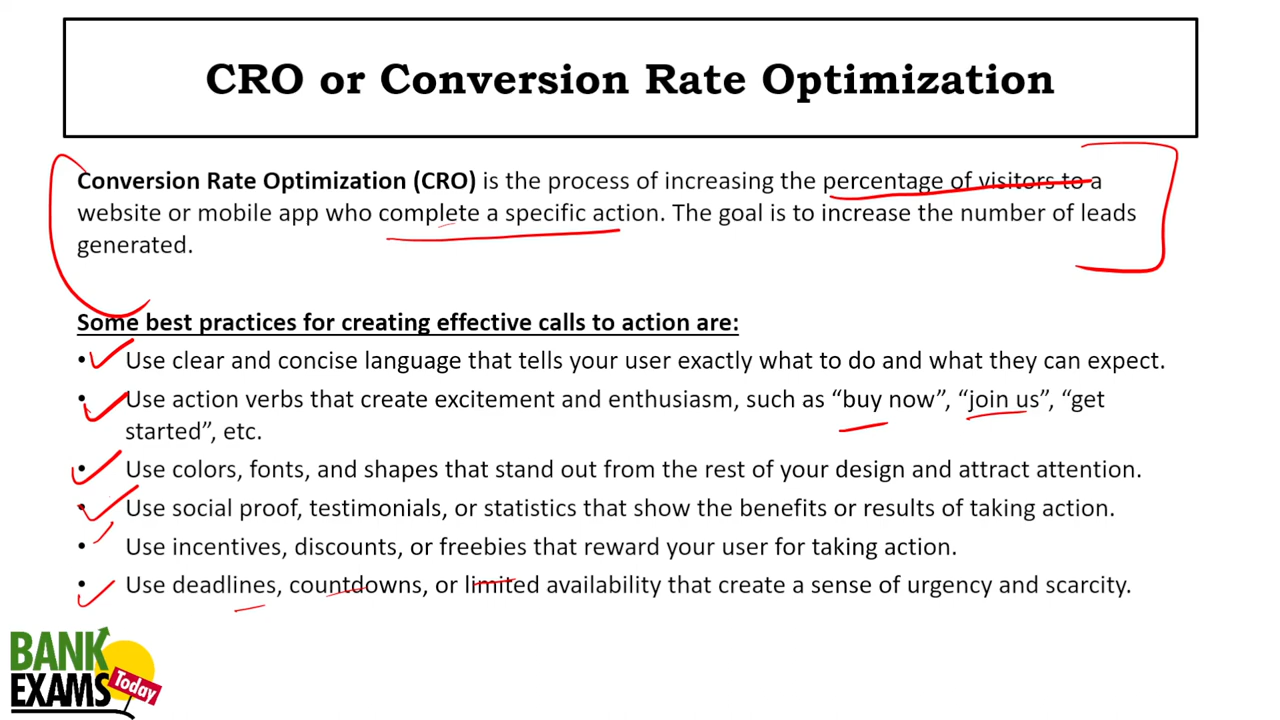 CRO or Conversion Rate Optimization
Conversion Rate Optimization (CRO) is the process of increasing the percentage of visitors to a
website or mobile app who complete a specific action. The goal is to increase the number of leads
generated.
Some best practices for creating effective calls to action are:
• Use clear and concise language that tells your user exactly what to do and what they can expect.
• Use action verbs that create excitement and enthusiasm, such as “buy now”, “join us”, “get
started”, etc.
• Use colors, fonts, and shapes that stand out from the rest of your design and attract attention.
• Use social proof, testimonials, or statistics that show the benefits or results of taking action.
• Use incentives, discounts, or freebies that reward your user for taking action.
• Use deadlines, countdowns, or limited availability that create a sense of urgency and scarcity.
BANK
EXAMS
Today